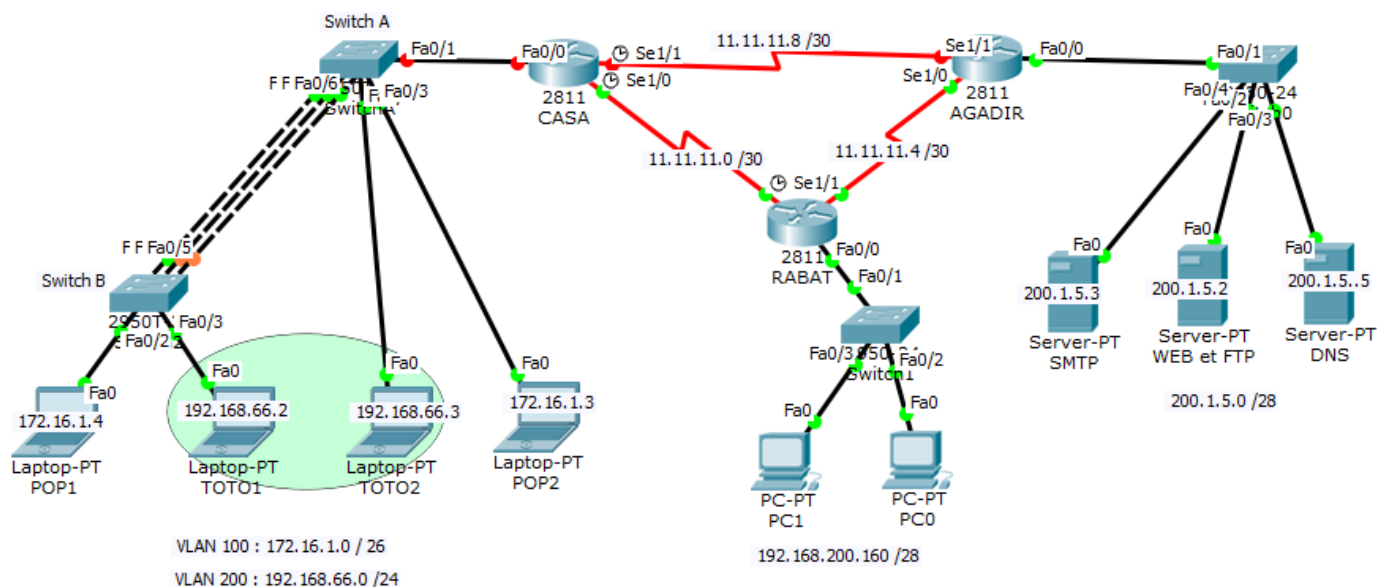 Switch A
Fa0/1
Fa0/0
Se1/1
Se1/0
2811
CASA
11.11.11.8 /30
Se1/1
Se1/0
Fa0/0
2811
AGADIR
Fa0/1
Fa0/4
Fa0/3
F F Fa0/6
Fa0/3
11.11.11.0 /30
11.11.11.4 /30
Se1/1
Fa0/0
2811
RABAT
Fa0/1
F F Fa0/5
Switch B
Fa0/3
Fa0/2
Fa0
172.16.1.4
Laptop-PT
POP1
Fa0
192.168.66.2
Laptop-PT
TOTO1
Fa0
192.168.66.3
Laptop-PT
TOTO2
Fa0
172.16.1.3
Laptop-PT
POP2
Fa0/3
Fa0/2
Switch1
Fa0
PC-PT
PC1
Fa0
PC-PT
PC0
Fa0
200.1.5.3
Server-PT
SMTP
Fa0
200.1.5.2
Server-PT
WEB et FTP
Fa0
200.1.5..5
Server-PT
DNS
200.1.5.0 /28
VLAN 100 : 172.16.1.0 / 26
VLAN 200 : 192.168.66.0 /24
192.168.200.160 /28